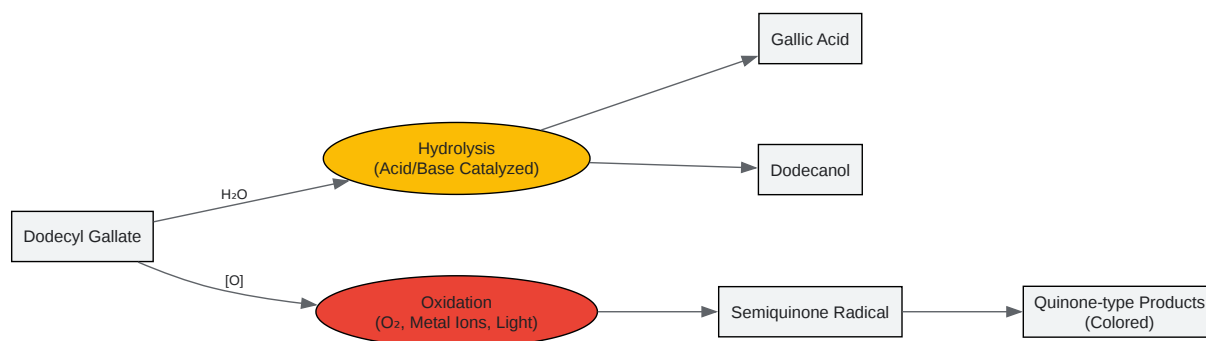 Gallic Acid
Hydrolysis
(Acid/Base Catalyzed)
Dodecanol
H₂O
Dodecyl Gallate
[O]
Oxidation
(O₂, Metal Ions, Light)
Semiquinone Radical
Quinone-type Products
(Colored)